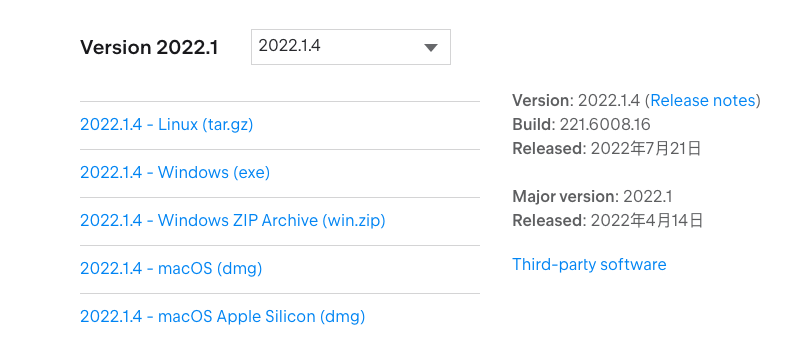 Version 2022.1
2022.1.4
2022.1.4 - Linux (tar.gz)
2022.1.4 - Windows (exe)
2022.1.4 - Windows ZIP Archive (win.zip)
2022.1.4 - macOS (dmg)
2022.1.4 - macOS Apple Silicon (dmg)
Version: 2022.1.4 (Release notes)
Build: 221.6008.16
Released: 2022年7月21日
Major version: 2022.1
Released: 2022年4月14日
Third-party software